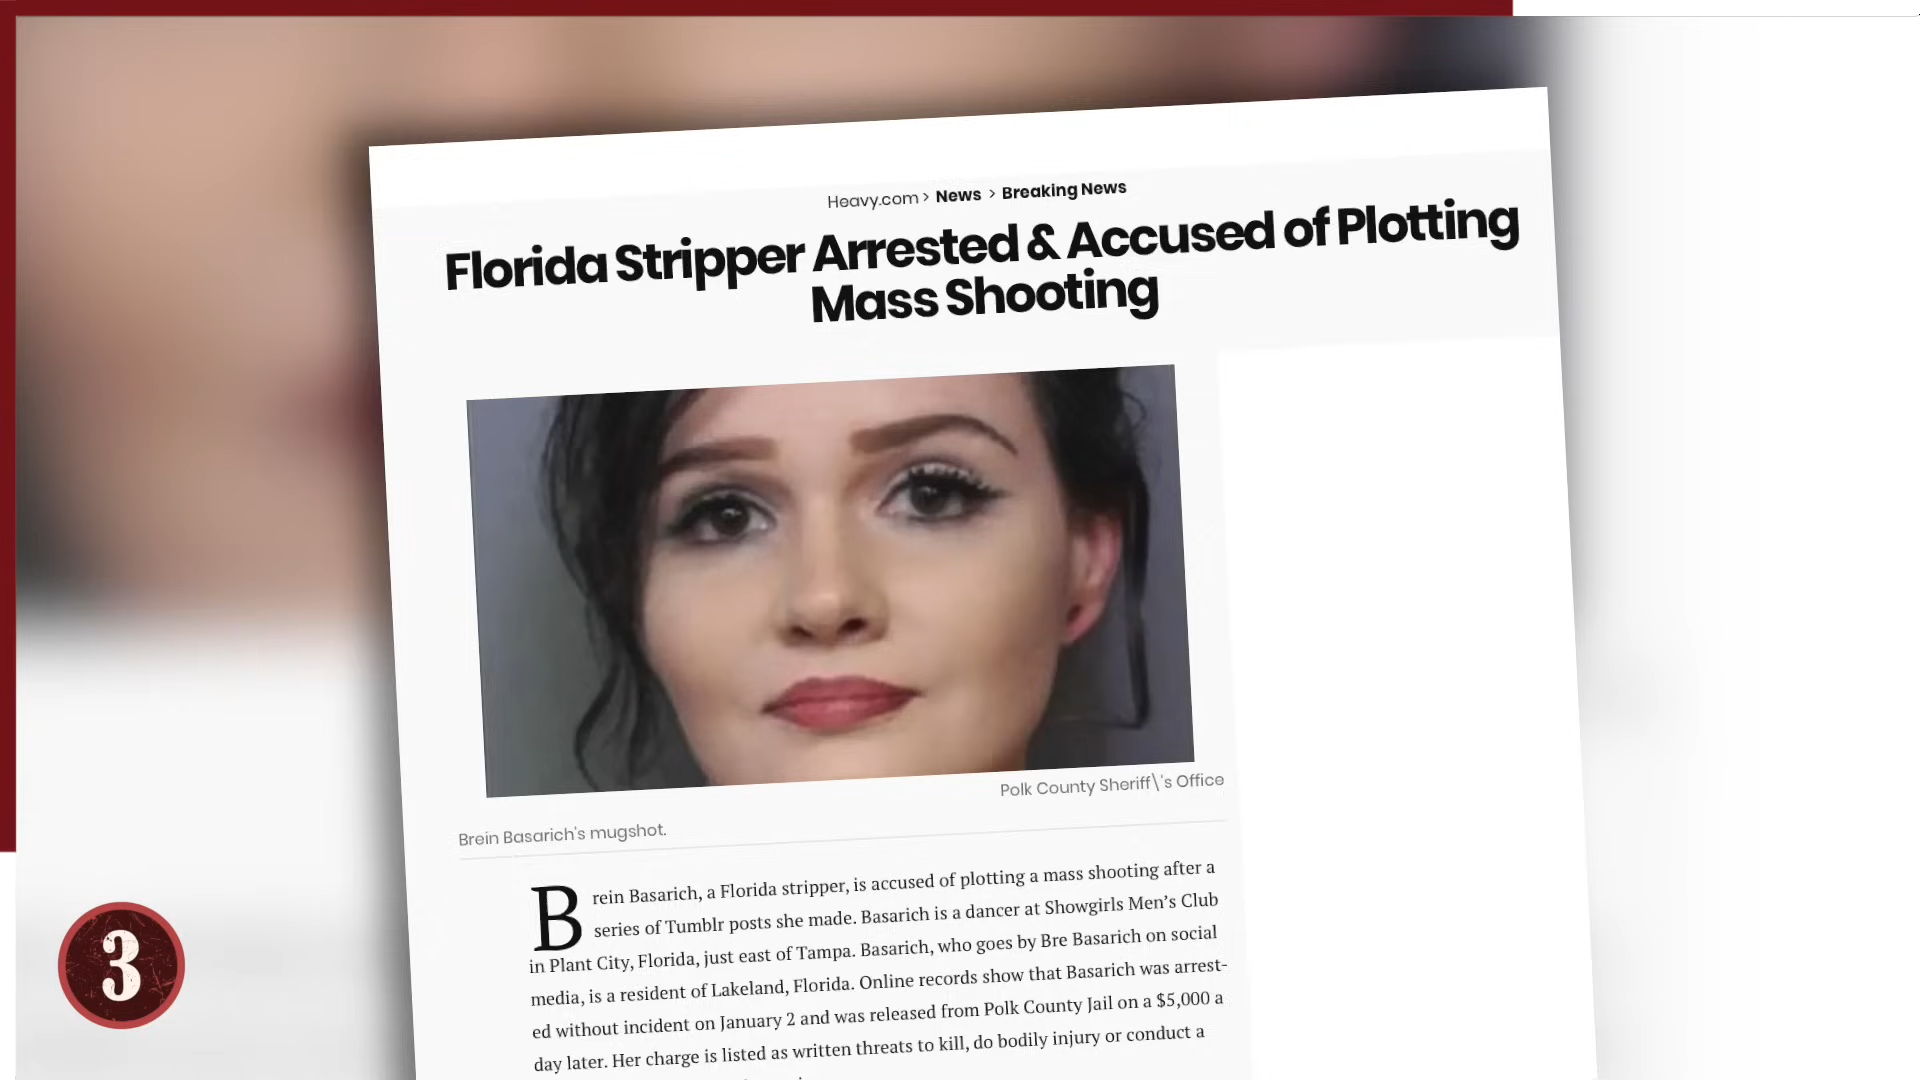 Heavy.com > News > Breaking News
Florida Stripper Arrested & Accused of Plotting
Mass Shooting
Polk County Sheriff\'s Office
Brein Basarich's mugshot.
Brein Basarich, a Florida stripper, is accused of plotting a mass shooting after a
series of Tumblr posts she made. Basarich is a dancer at Showgirls Men’s Club
in Plant City, Florida, just east of Tampa. Basarich, who goes by Bre Basarich on social
media, is a resident of Lakeland, Florida. Online records show that Basarich was arrest-
ed without incident on January 2 and was released from Polk County Jail on a $5,000 a
day later. Her charge is listed as written threats to kill, do bodily injury or conduct a
3